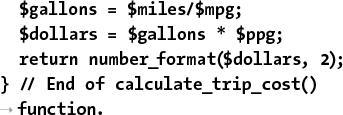 $gallons = $miles/$mpg;
$dollars = $gallons * $ppg;
return number_format($dollars, 2);
} // End of calculate_trip_cost()
→ function.